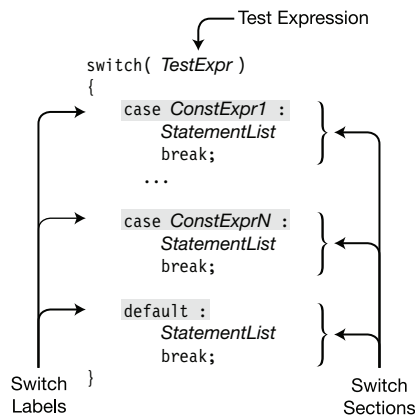 Test Expression
switch( TestExpr )
{
case ConstExpr1 :
StatementList
break;
...
case ConstExprN :
StatementList
break;
default :
StatementList
break;
}
Switch
Labels
Switch
Sections